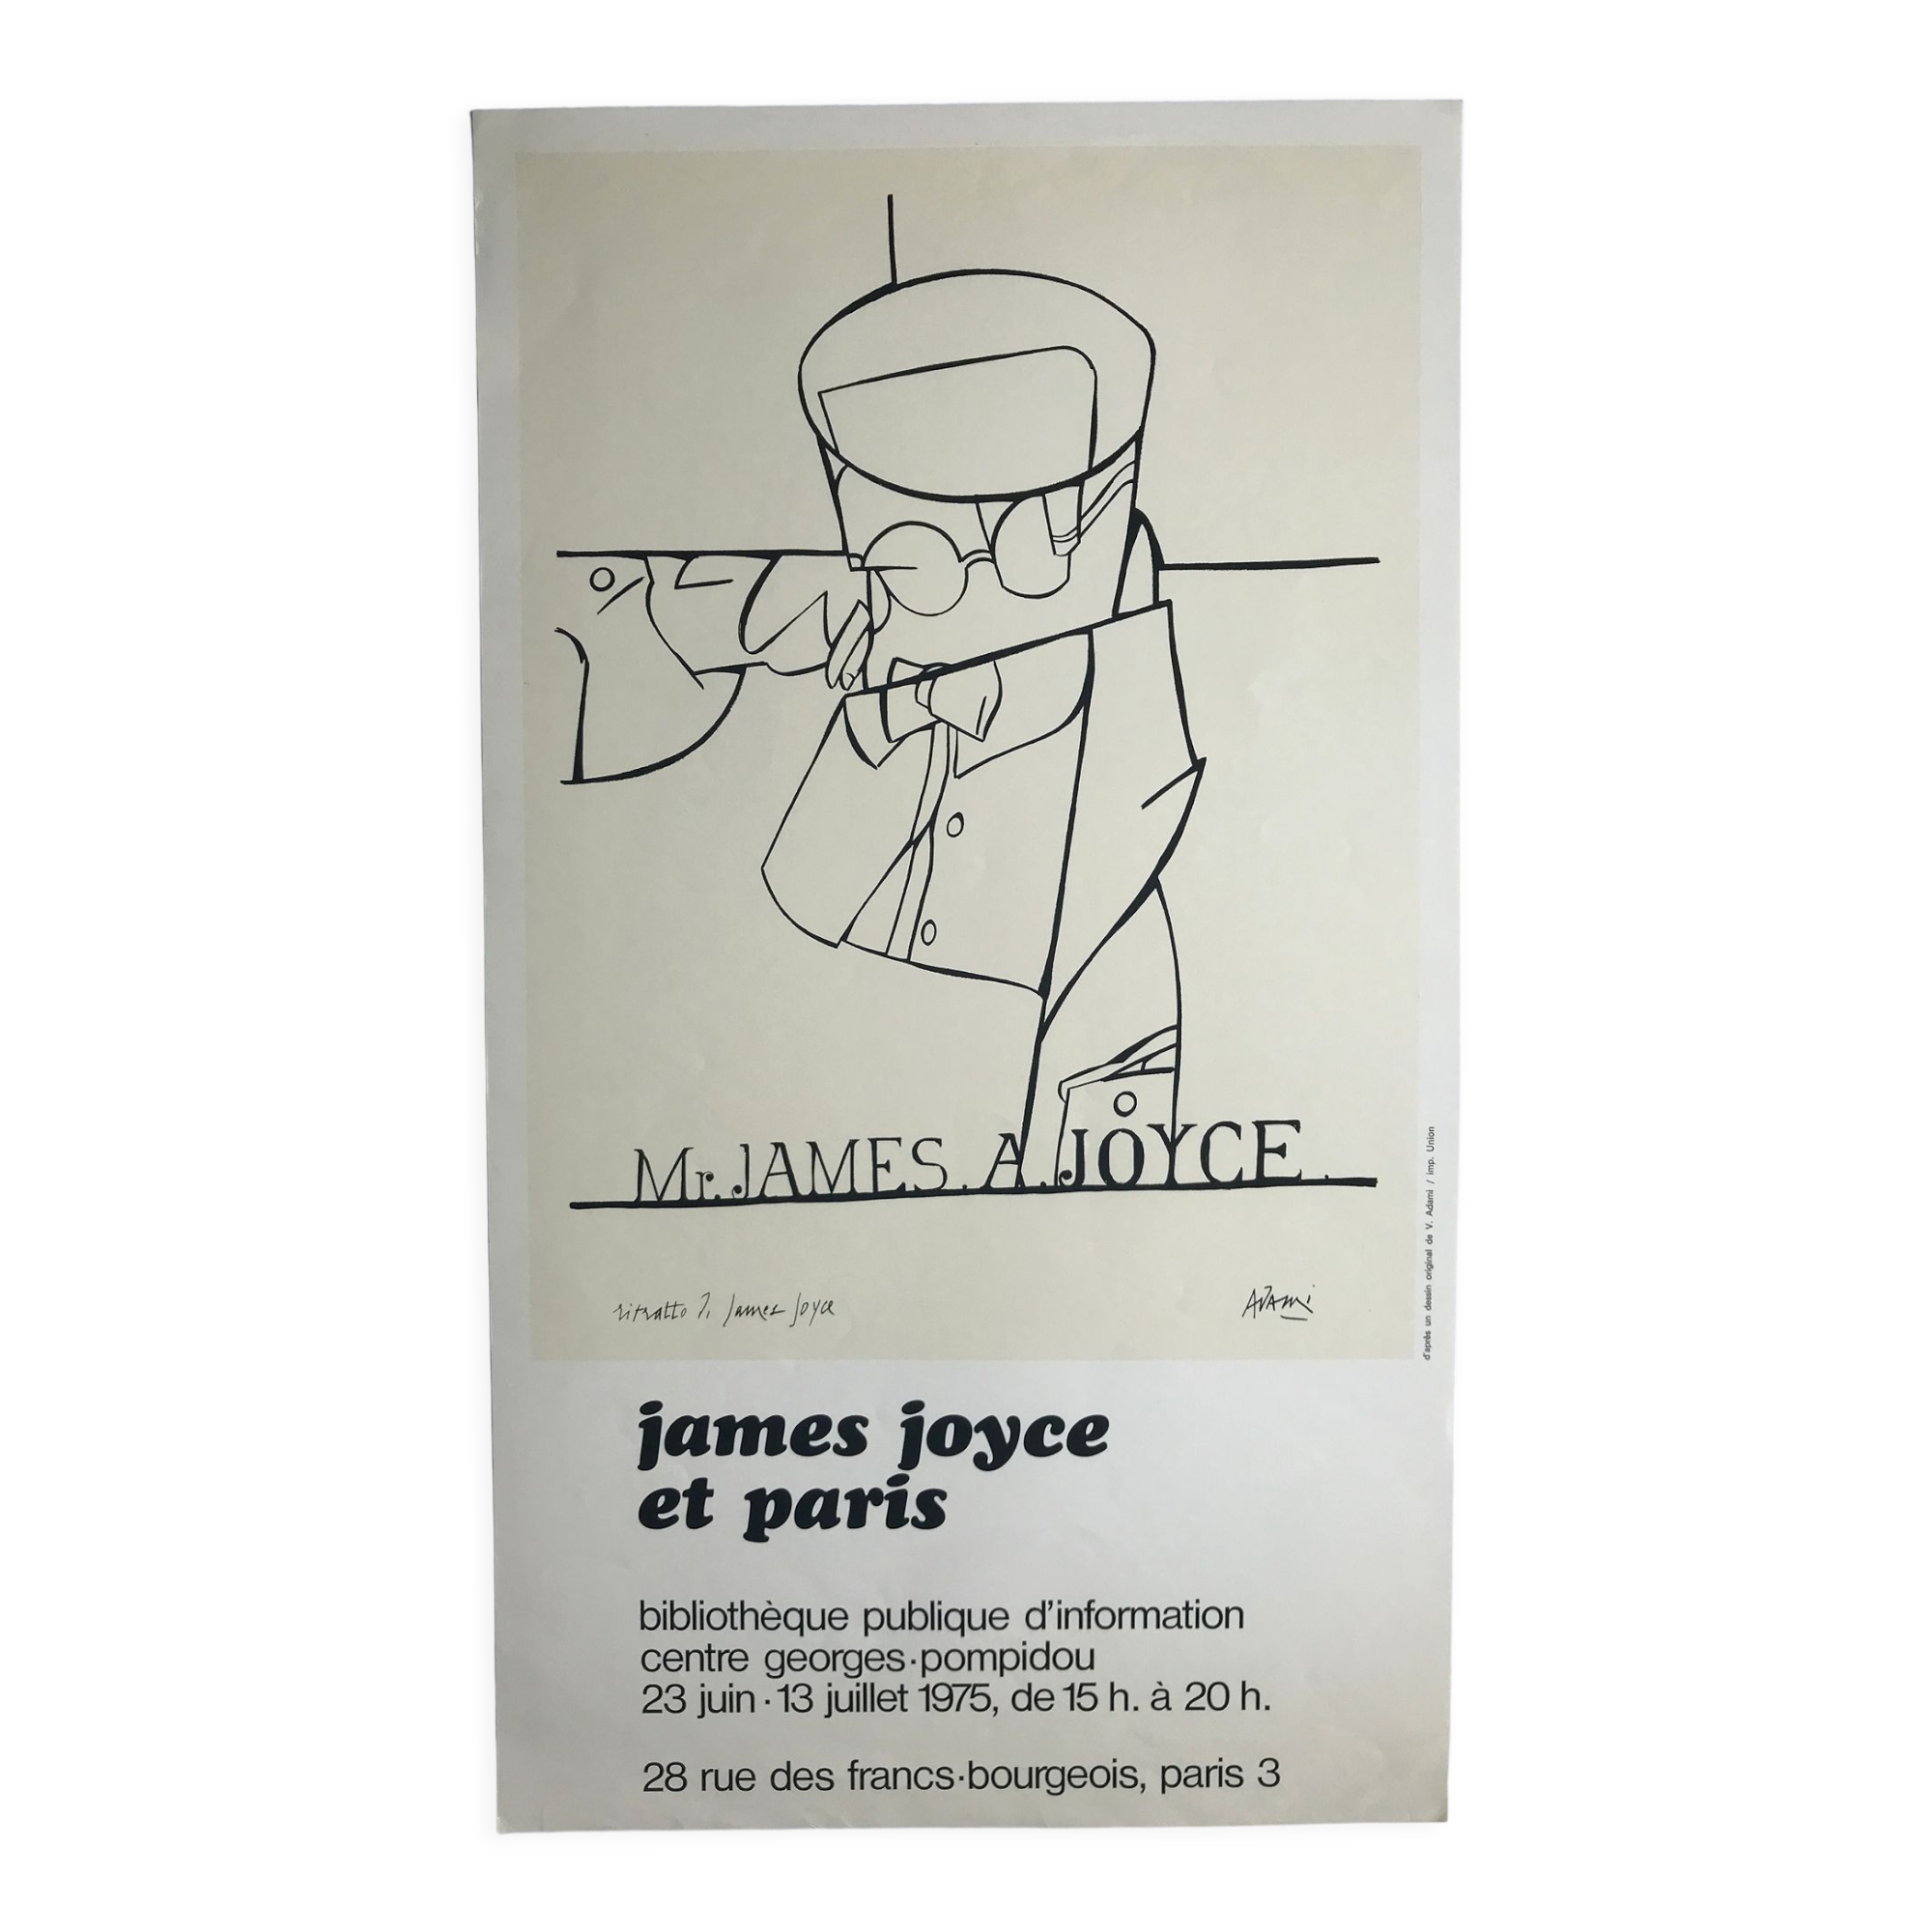 Mr. JAMES. A. JOYCE.
ritratto di James Joyce
ADAMI
d'après un dessin original de V. Adami / imp. Union
james joyce
et paris
bibliothèque publique d'information
centre georges·pompidou
23 juin · 13 juillet 1975, de 15 h. à 20 h.
28 rue des francs·bourgeois, paris 3